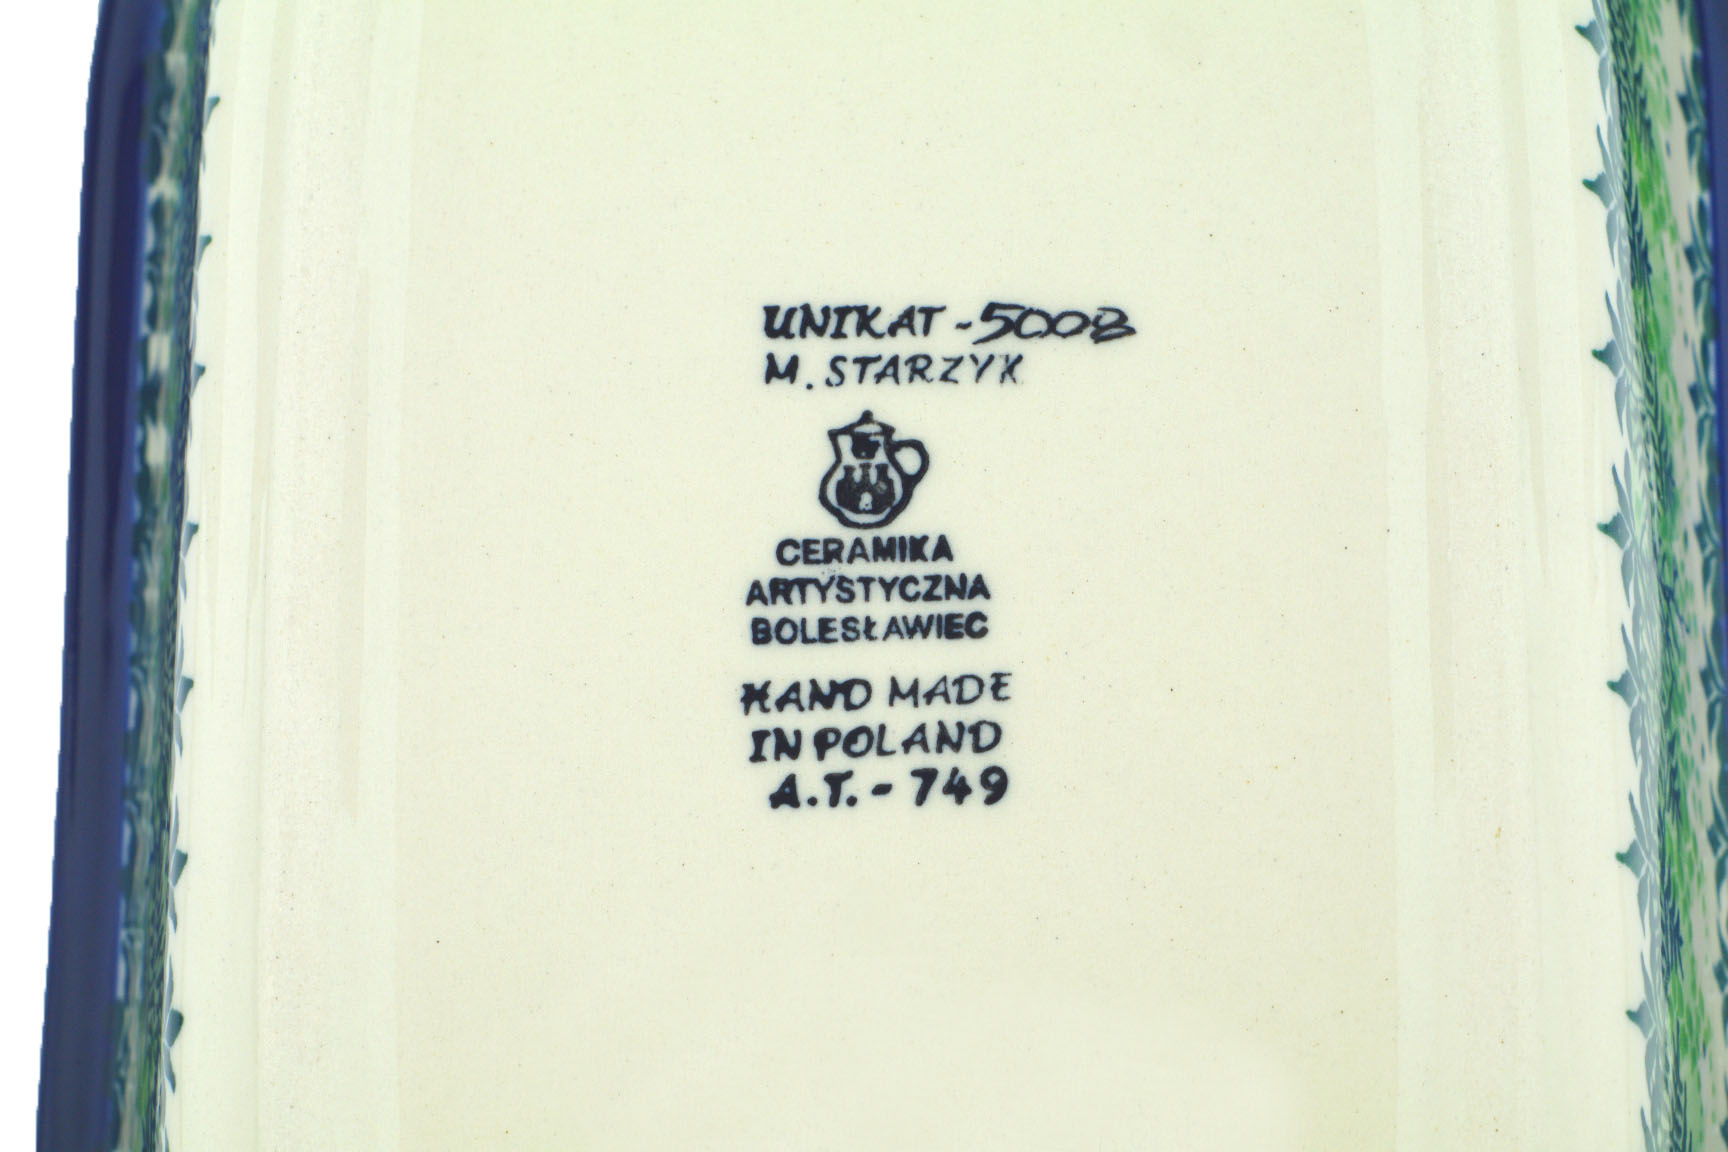 UNIKAT - 5008
M. STARZYK
CERAMIKA
ARTYSTYCZNA
BOLESŁAWIEC
HAND MADE
IN POLAND
A.T. - 749